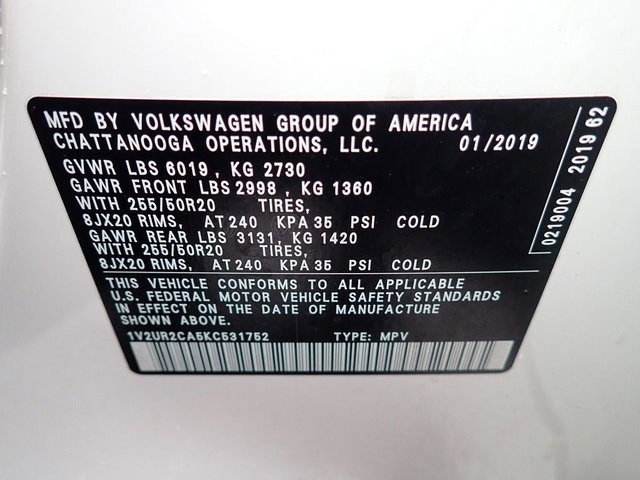 MFD BY VOLKSWAGEN GROUP OF AMERICA
CHATTANOOGA OPERATIONS, LLC. 01/2019
GVWR LBS 6019, KG 2730
GAWR FRONT LBS 2998, KG 1360
WITH 255/50R20 TIRES,
8JX20 RIMS, AT 240 KPA 35 PSI COLD
GAWR REAR LBS 3131, KG 1420
WITH 255/50R20 TIRES,
8JX20 RIMS, AT 240 KPA 35 PSI COLD
THIS VEHICLE CONFORMS TO ALL APPLICABLE
U.S. FEDERAL MOTOR VEHICLE SAFETY STANDARDS
IN EFFECT ON THE DATE OF MANUFACTURE
SHOWN ABOVE.
1V2UR2CA5KC531752 TYPE: MPV
0219004 2019 62